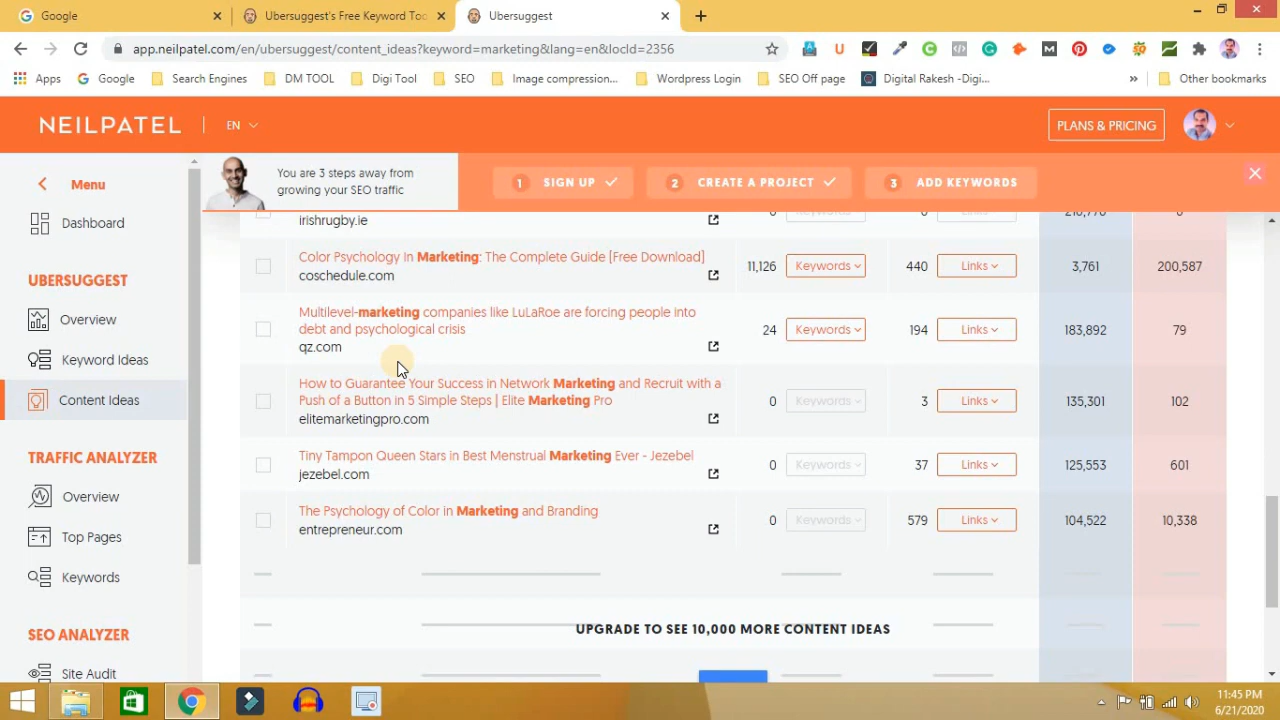 Google
Ubersuggest's Free Keyword Too
Ubersuggest
app.neilpatel.com/en/ubersuggest/content_ideas?keyword=marketing&lang=en&locId=2356
Apps
Google
Search Engines
DM TOOL
Digi Tool
SEO
Image compression...
Wordpress Login
SEO Off page
Digital Rakesh -Digi...
»
Other bookmarks
NEILPATEL
EN
PLANS & PRICING
Menu
You are 3 steps away from
growing your SEO traffic
1 SIGN UP
2 CREATE A PROJECT
3 ADD KEYWORDS
Dashboard
UBERSUGGEST
Overview
Keyword Ideas
Content Ideas
TRAFFIC ANALYZER
Overview
Top Pages
Keywords
SEO ANALYZER
Site Audit
irishrugby.ie
Color Psychology In Marketing: The Complete Guide [Free Download]
coschedule.com
11,126 Keywords 440 Links 3,761 200,587
Multilevel-marketing companies like LuLaRoe are forcing people into
debt and psychological crisis
qz.com
24 Keywords 194 Links 183,892 79
How to Guarantee Your Success in Network Marketing and Recruit with a
Push of a Button in 5 Simple Steps | Elite Marketing Pro
elitemarketingpro.com
0 Keywords 3 Links 135,301 102
Tiny Tampon Queen Stars in Best Menstrual Marketing Ever - Jezebel
jezebel.com
0 Keywords 37 Links 125,553 601
The Psychology of Color in Marketing and Branding
entrepreneur.com
0 Keywords 579 Links 104,522 10,338
UPGRADE TO SEE 10,000 MORE CONTENT IDEAS
11:45 PM
6/21/2020